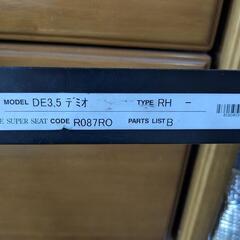 MODEL DE3,5 デミオ TYPE RH -
E SUPER SEAT CODE R087RO PARTS LIST B